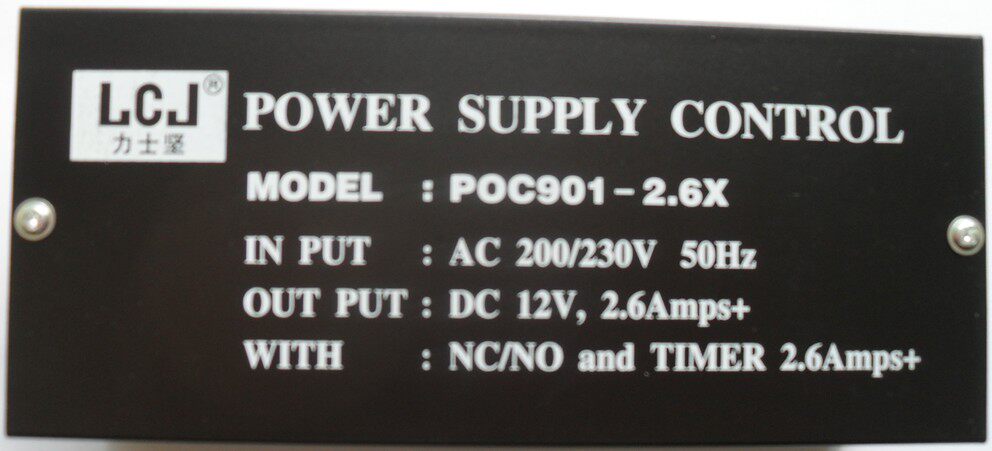 LCJ®
力士坚
POWER SUPPLY CONTROL
MODEL : POC901-2.6X
IN PUT : AC 200/230V 50Hz
OUT PUT : DC 12V, 2.6Amps+
WITH : NC/NO and TIMER 2.6Amps+